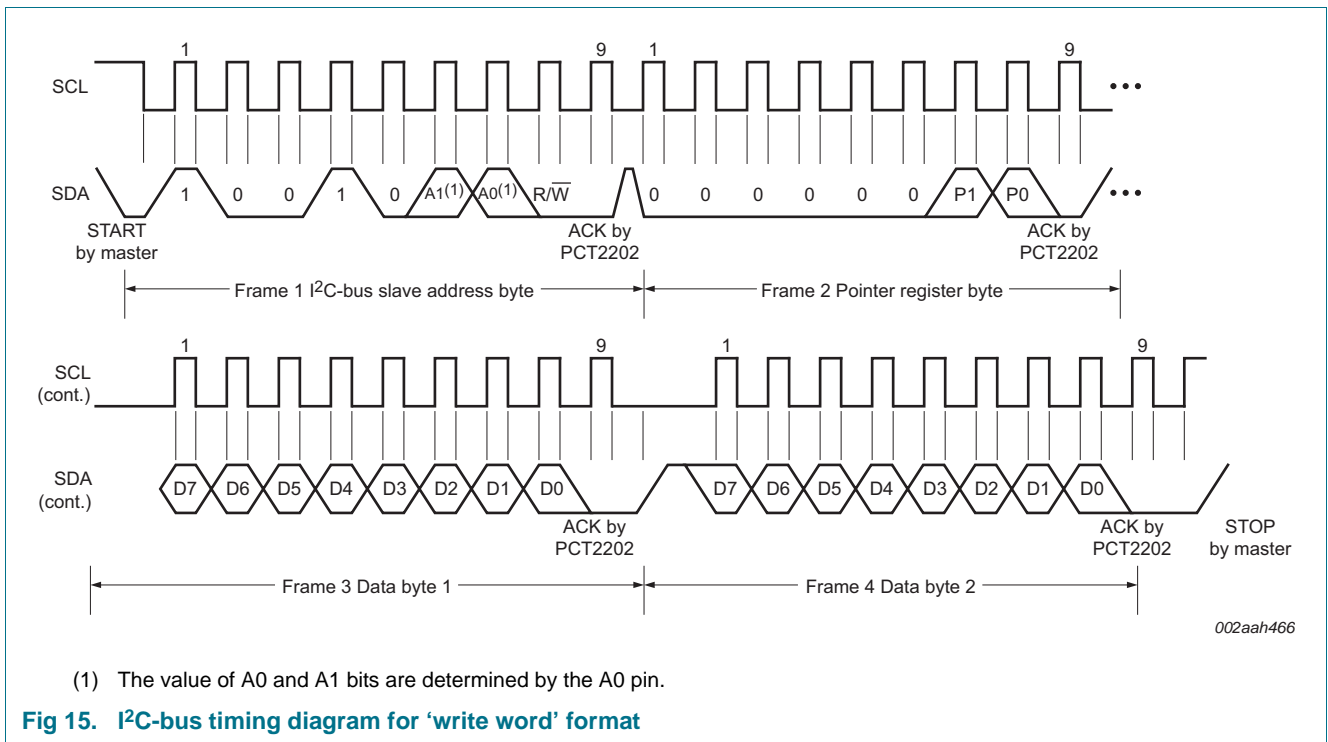 1 9 1 9
SCL
SDA 1 0 0 1 0 A1(1) A0(1) R/W̅ 0 0 0 0 0 0 P1 P0
START by master
ACK by PCT2202
ACK by PCT2202
Frame 1 I2C-bus slave address byte
Frame 2 Pointer register byte
1 9 1 9
SCL (cont.)
SDA (cont.) D7 D6 D5 D4 D3 D2 D1 D0 D7 D6 D5 D4 D3 D2 D1 D0
ACK by PCT2202
ACK by PCT2202
STOP by master
Frame 3 Data byte 1
Frame 4 Data byte 2
002aah466
(1) The value of A0 and A1 bits are determined by the A0 pin.
Fig 15. I2C-bus timing diagram for ‘write word’ format